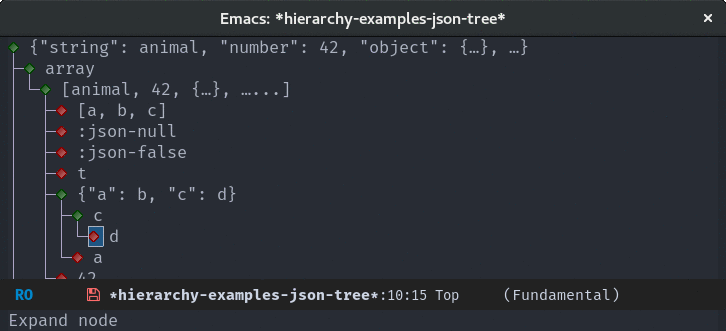 Emacs: *hierarchy-examples-json-tree*
{"string": animal, "number": 42, "object": {…}, …}
array
[animal, 42, {…}, …...]
[a, b, c]
:json-null
:json-false
t
{"a": b, "c": d}
c
d
a
42
RO *hierarchy-examples-json-tree*:10:15 Top (Fundamental)
Expand node